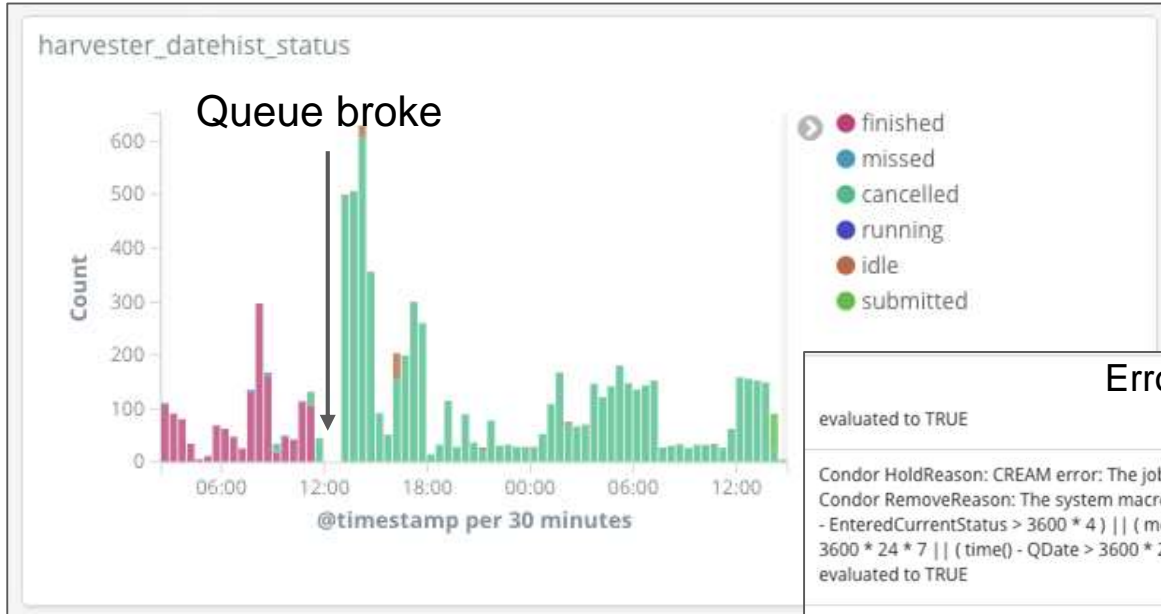 harvester_datehist_status
Queue broke
600
500
400
300
200
100
0
Count
06:00
12:00
18:00
00:00
06:00
12:00
@timestamp per 30 minutes
finished
missed
cancelled
running
idle
submitted
evaluated to TRUE
Condor HoldReason: CREAM error: The
Condor RemoveReason: The system
- EnteredCurrentStatus > 3600 * 4 ) || (
3600 * 24 * 7 || ( time() - QDate > 3600 *
evaluated to TRUE